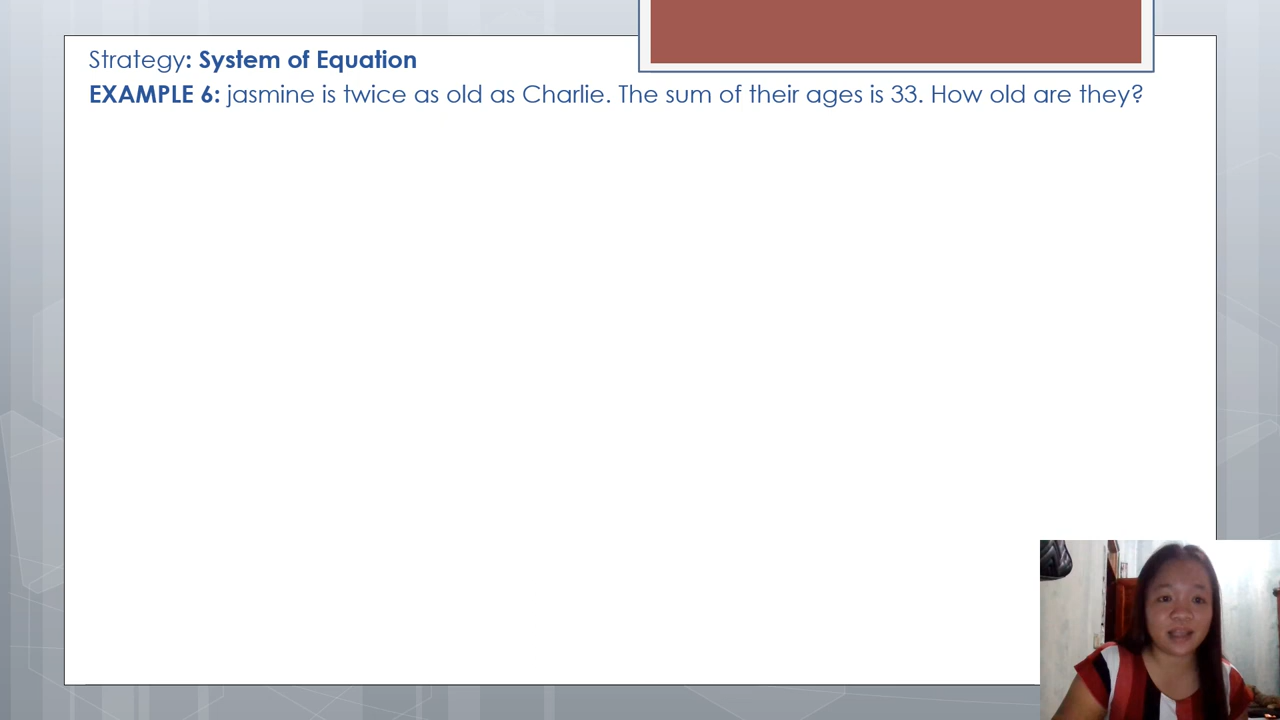 Strategy: System of Equation
EXAMPLE 6: jasmine is twice as old as Charlie. The sum of their ages is 33. How old are they?